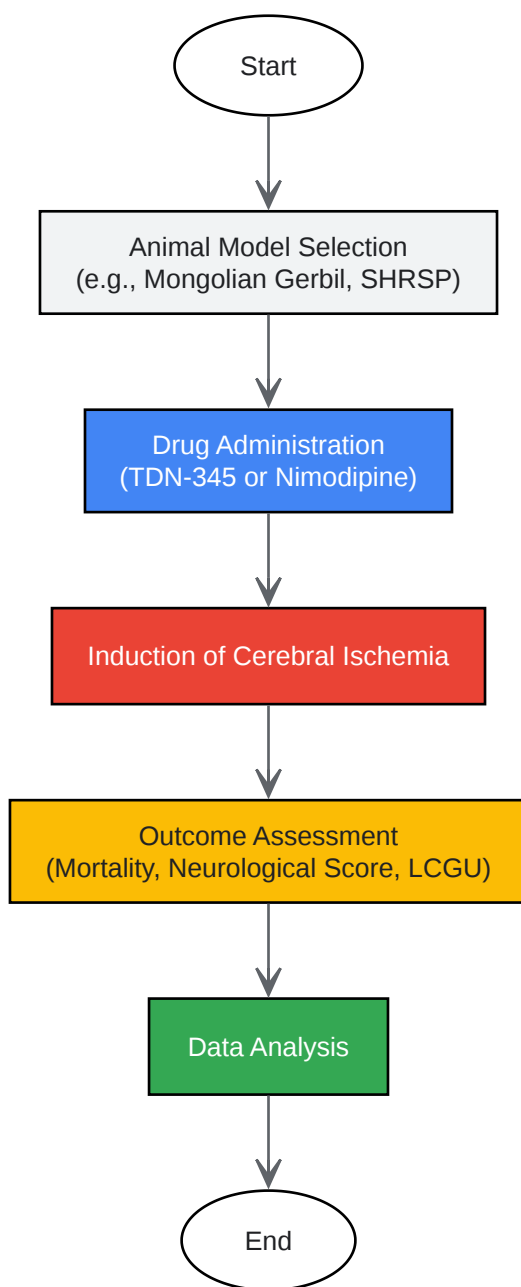 Start
Animal Model Selection
(e.g., Mongolian Gerbil, SHRSP)
Drug Administration
(TDN-345 or Nimodipine)
Induction of Cerebral Ischemia
Outcome Assessment
(Mortality, Neurological Score, LCGU)
Data Analysis
End